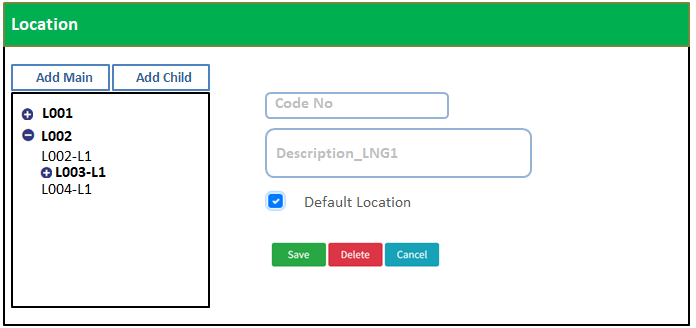 Location
Add Main
Add Child
L001
L002
L002-L1
L003-L1
L004-L1
Code No
Description_LNG1
Default Location
Save
Delete
Cancel